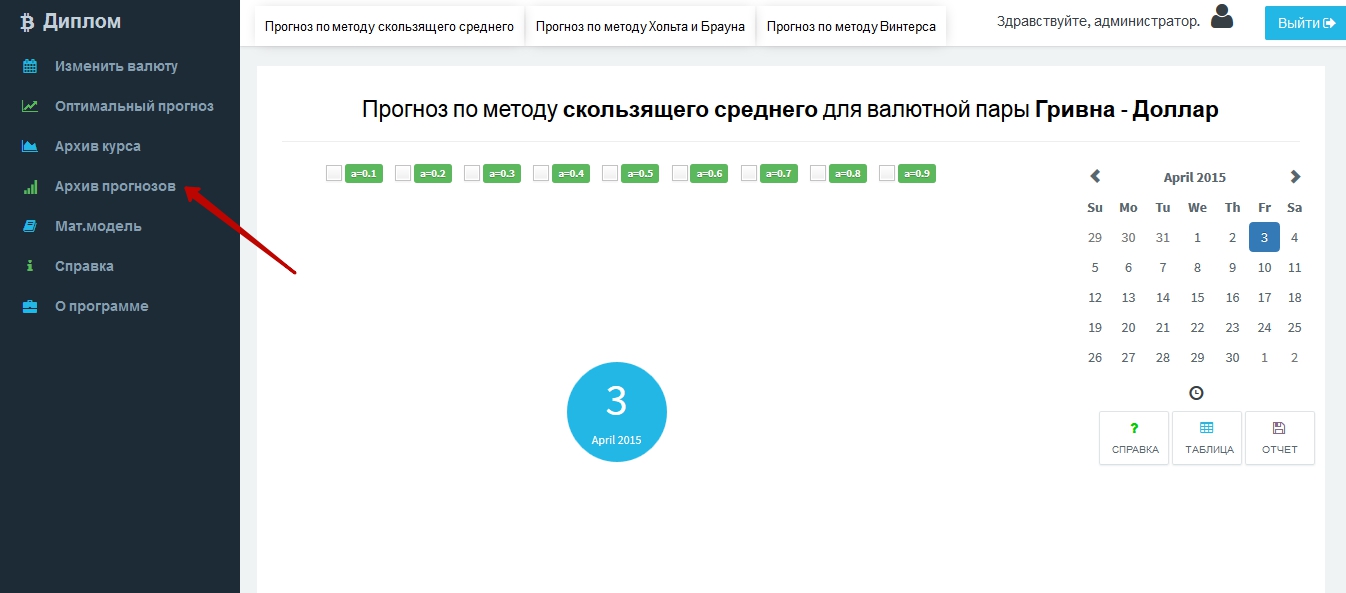 Диплом
Изменить валюту
Оптимальный прогноз
Архив курса
Архив прогнозов
Мат.модель
Справка
О программе
Прогноз по методу скользящего среднего Прогноз по методу Хольта и Брауна Прогноз по методу Винтерса Здравствуйте, администратор. Выйти
Прогноз по методу скользящего среднего для валютной пары Гривна - Доллар
a=0.1 a=0.2 a=0.3 a=0.4 a=0.5 a=0.6 a=0.7 a=0.8 a=0.9
3
April 2015
April 2015
Su Mo Tu We Th Fr Sa
29 30 31 1 2 3 4
5 6 7 8 9 10 11
12 13 14 15 16 17 18
19 20 21 22 23 24 25
26 27 28 29 30 1 2
СПРАВКА ТАБЛИЦА ОТЧЕТ